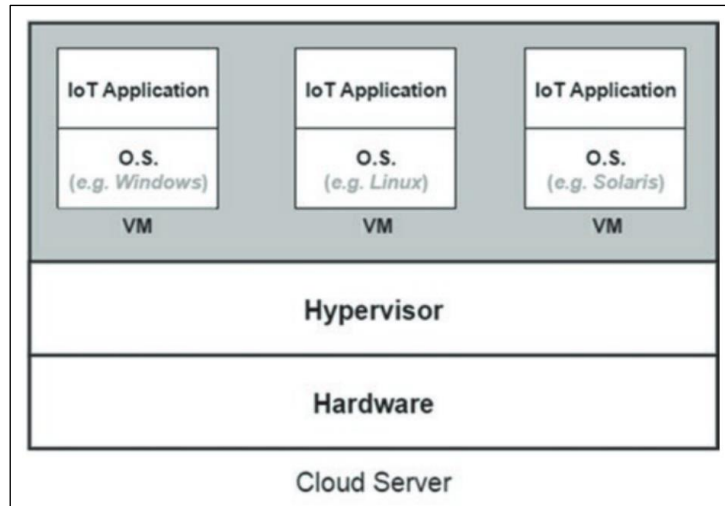 IoT Application
O.S.
(e.g. Windows)
VM
IoT Application
O.S.
(e.g. Linux)
VM
IoT Application
O.S.
(e.g. Solaris)
VM
Hypervisor
Hardware
Cloud Server